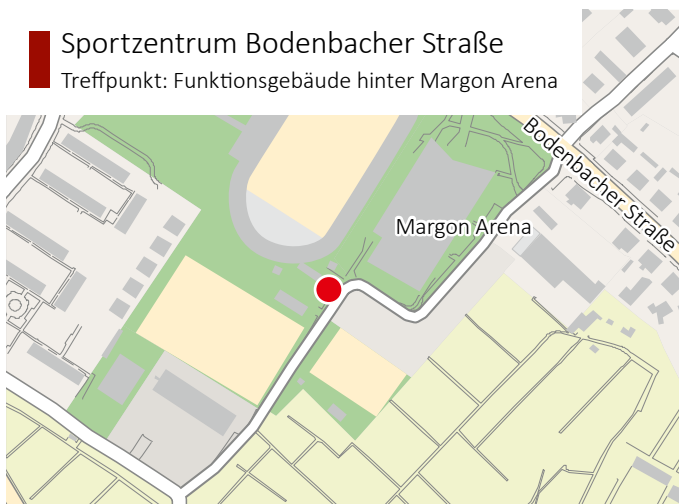 Sportzentrum Bodenbacher Straße
Treffpunkt: Funktionsgebäude hinter Margon Arena
Bodenbacher Straße
Margon Arena